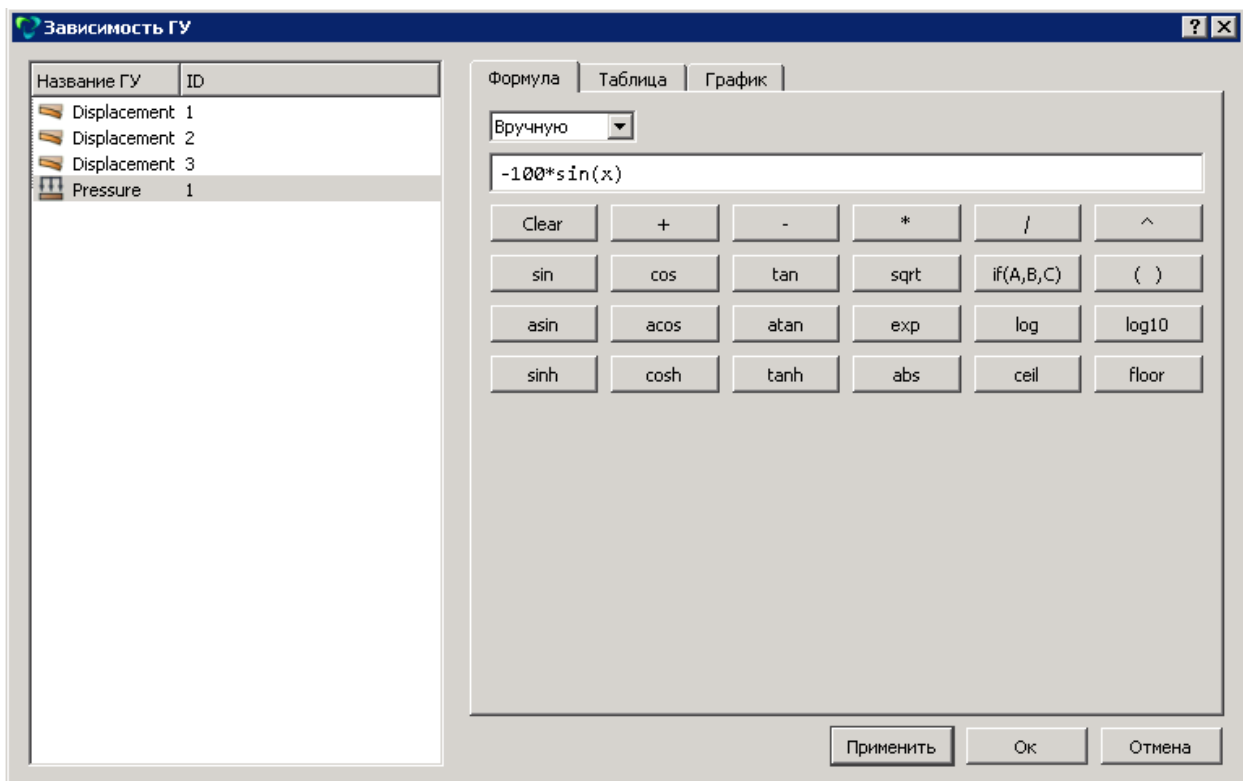 Зависимость ГУ
Название ГУ ID
Displacement 1
Displacement 2
Displacement 3
Pressure 1
Формула Таблица График
Вручную
-100*sin(x)
Clear + - * / ^
sin cos tan sqrt if(A,B,C) ( )
asin acos atan exp log log10
sinh cosh tanh abs ceil floor
Применить Ок Отмена